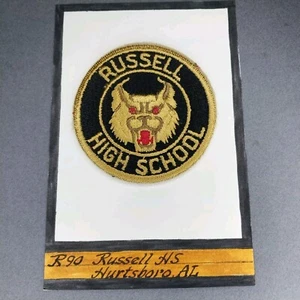 RUSSELL
HIGH SCHOOL
R90 Russell HS
Hurtsboro, AL